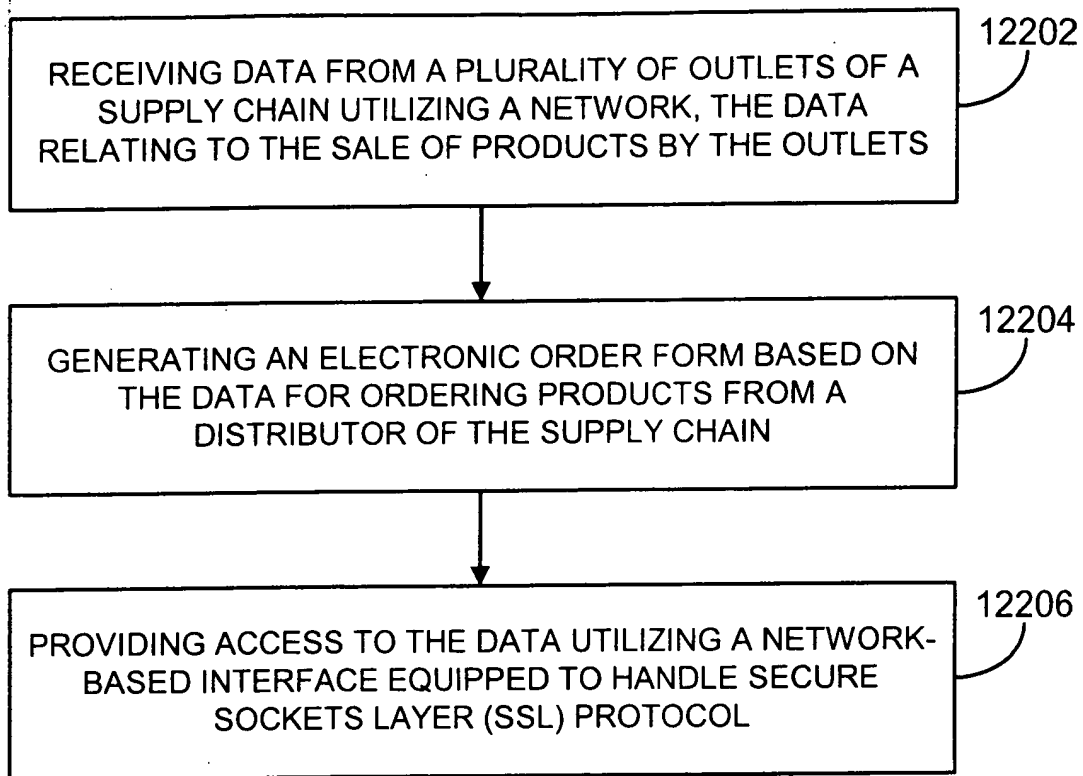 12202
RECEIVING DATA FROM A PLURALITY OF OUTLETS OF A
SUPPLY CHAIN UTILIZING A NETWORK, THE DATA
RELATING TO THE SALE OF PRODUCTS BY THE OUTLETS
12204
GENERATING AN ELECTRONIC ORDER FORM BASED ON
THE DATA FOR ORDERING PRODUCTS FROM A
DISTRIBUTOR OF THE SUPPLY CHAIN
12206
PROVIDING ACCESS TO THE DATA UTILIZING A NETWORK-
BASED INTERFACE EQUIPPED TO HANDLE SECURE
SOCKETS LAYER (SSL) PROTOCOL